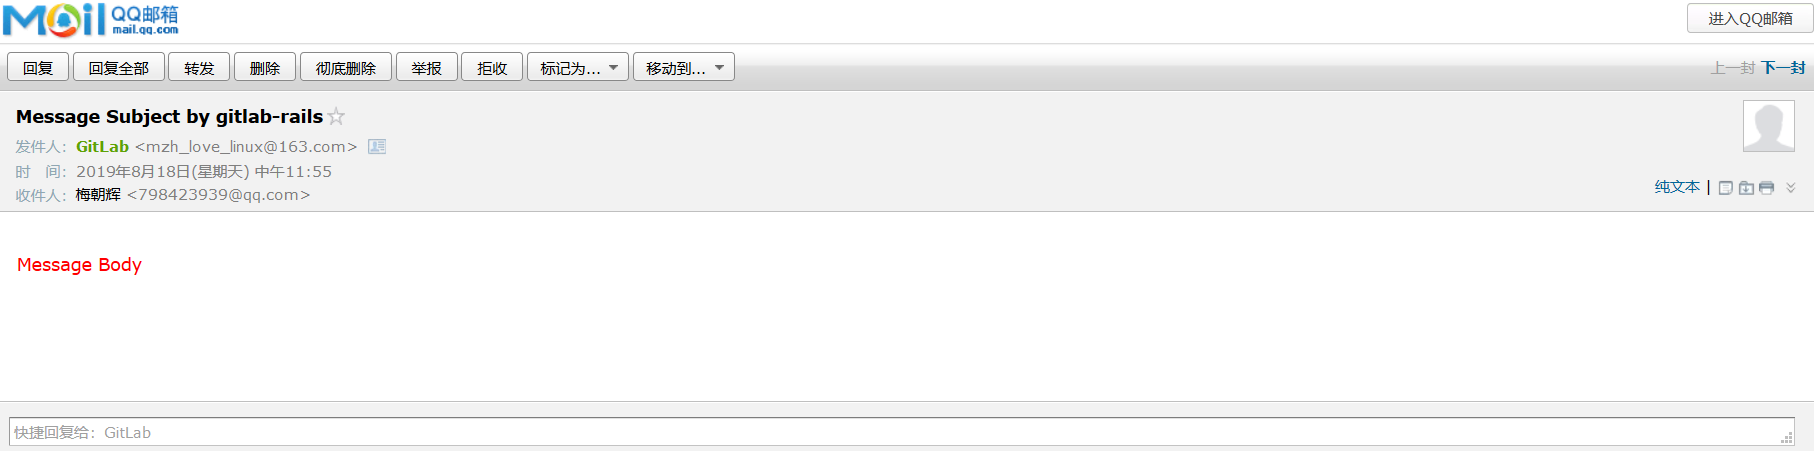 Mail QQ邮箱
mail.qq.com
进入QQ邮箱
回复 回复全部 转发 删除 彻底删除 举报 拒收 标记为... 移动到... 上一封 下一封
Message Subject by gitlab-rails
发件人：GitLab <mzh_love_linux@163.com>
时 间：2019年8月18日(星期天) 中午11:55
收件人：梅朝辉 <798423939@qq.com>
纯文本 |
Message Body
快捷回复给：GitLab